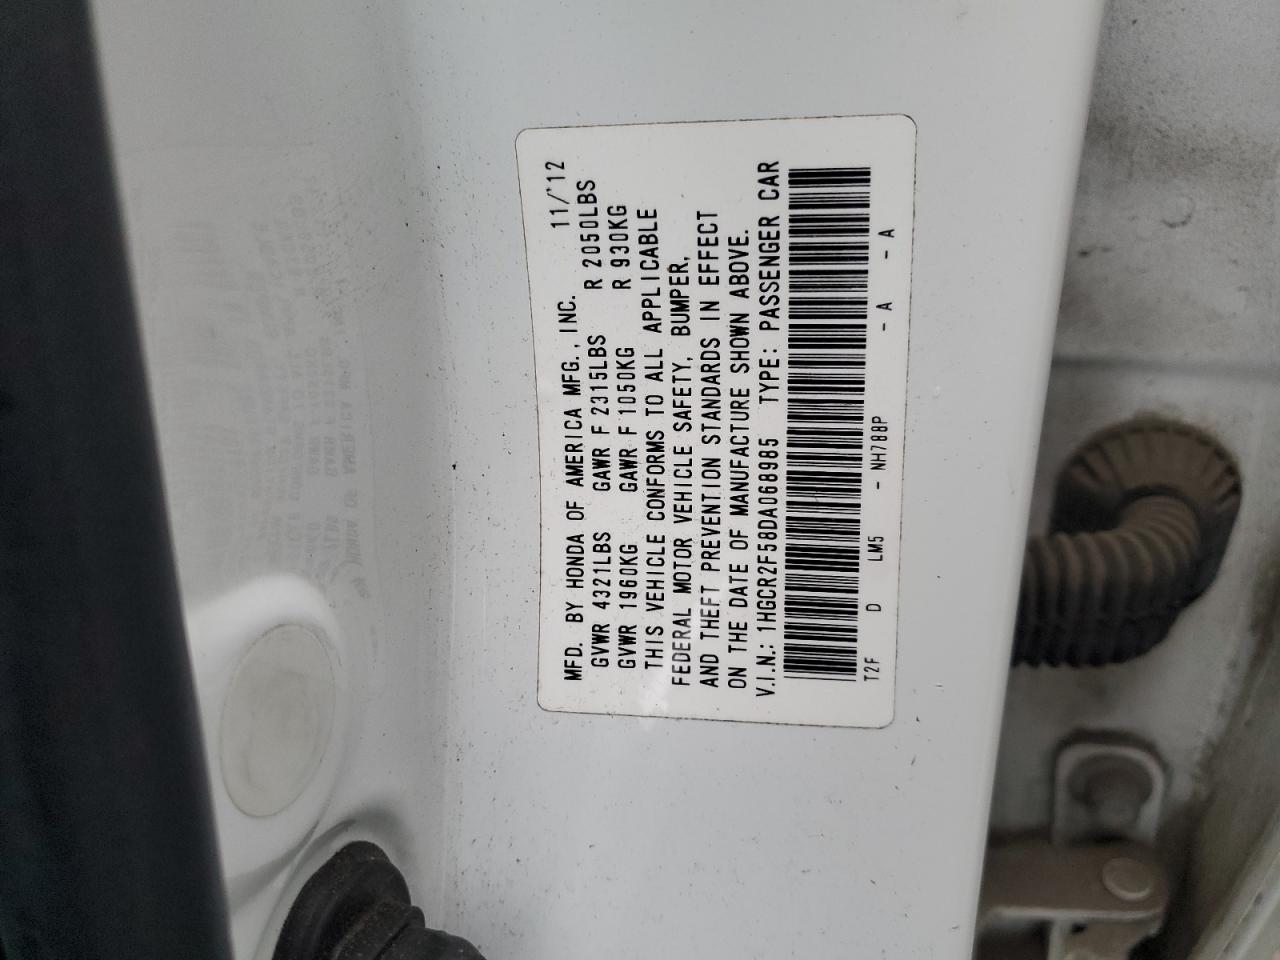 MFD. BY HONDA OF AMERICA MFG., INC. 11/'12
GVWR 4321LBS GAWR F 2315LBS R 2050LBS
GVWR 1960KG GAWR F 1050KG R 930KG
THIS VEHICLE CONFORMS TO ALL APPLICABLE
FEDERAL MOTOR VEHICLE SAFETY, BUMPER,
AND THEFT PREVENTION STANDARDS IN EFFECT
ON THE DATE OF MANUFACTURE SHOWN ABOVE.
V.I.N.: 1HGCR2F58DA068985 TYPE: PASSENGER CAR
T2F D LM5 - NH788P - A - A